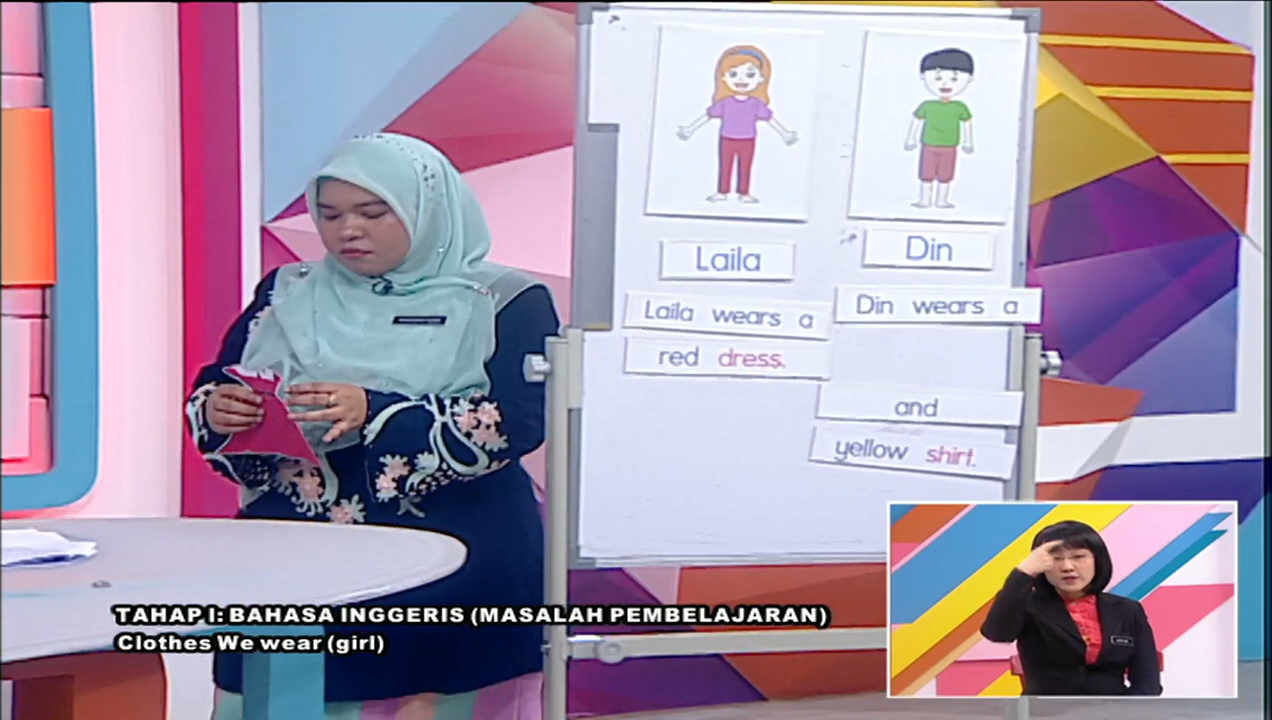 Laila
Din
Laila wears a
red dress.
Din wears a
and
yellow shirt.
TAHAP I: BAHASA INGGERIS (MASALAH PEMBELAJARAN)
Clothes We wear (girl)